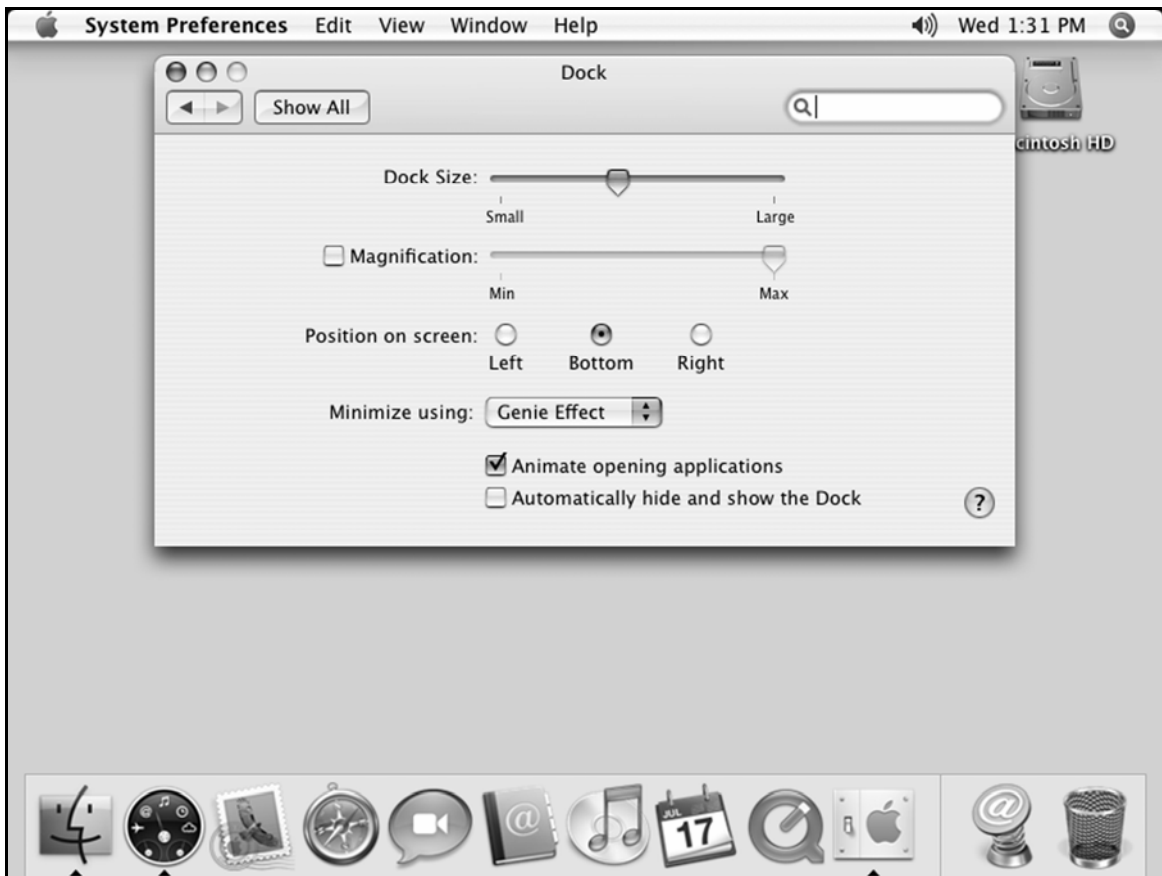 System Preferences Edit View Window Help Wed 1:31 PM
Dock
Show All
cintosh HD
Dock Size:
Small Large
Magnification:
Min Max
Position on screen:
Left Bottom Right
Minimize using: Genie Effect
Animate opening applications
Automatically hide and show the Dock
?
@ @
JUL
17